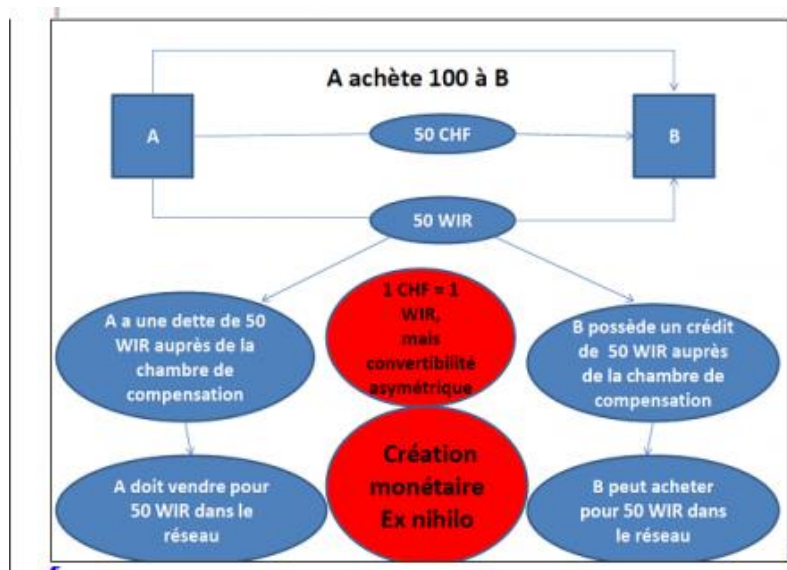 A achète 100 à B
A
50 CHF
B
50 WIR
A a une dette de 50
WIR auprès de la
chambre de
compensation
1 CHF = 1
WIR,
mais
convertibilité
asymétrique
B possède un crédit
de 50 WIR auprès
de la chambre de
compensation
A doit vendre pour
50 WIR dans le
réseau
Création
monétaire
Ex nihilo
B peut acheter
pour 50 WIR dans
le réseau